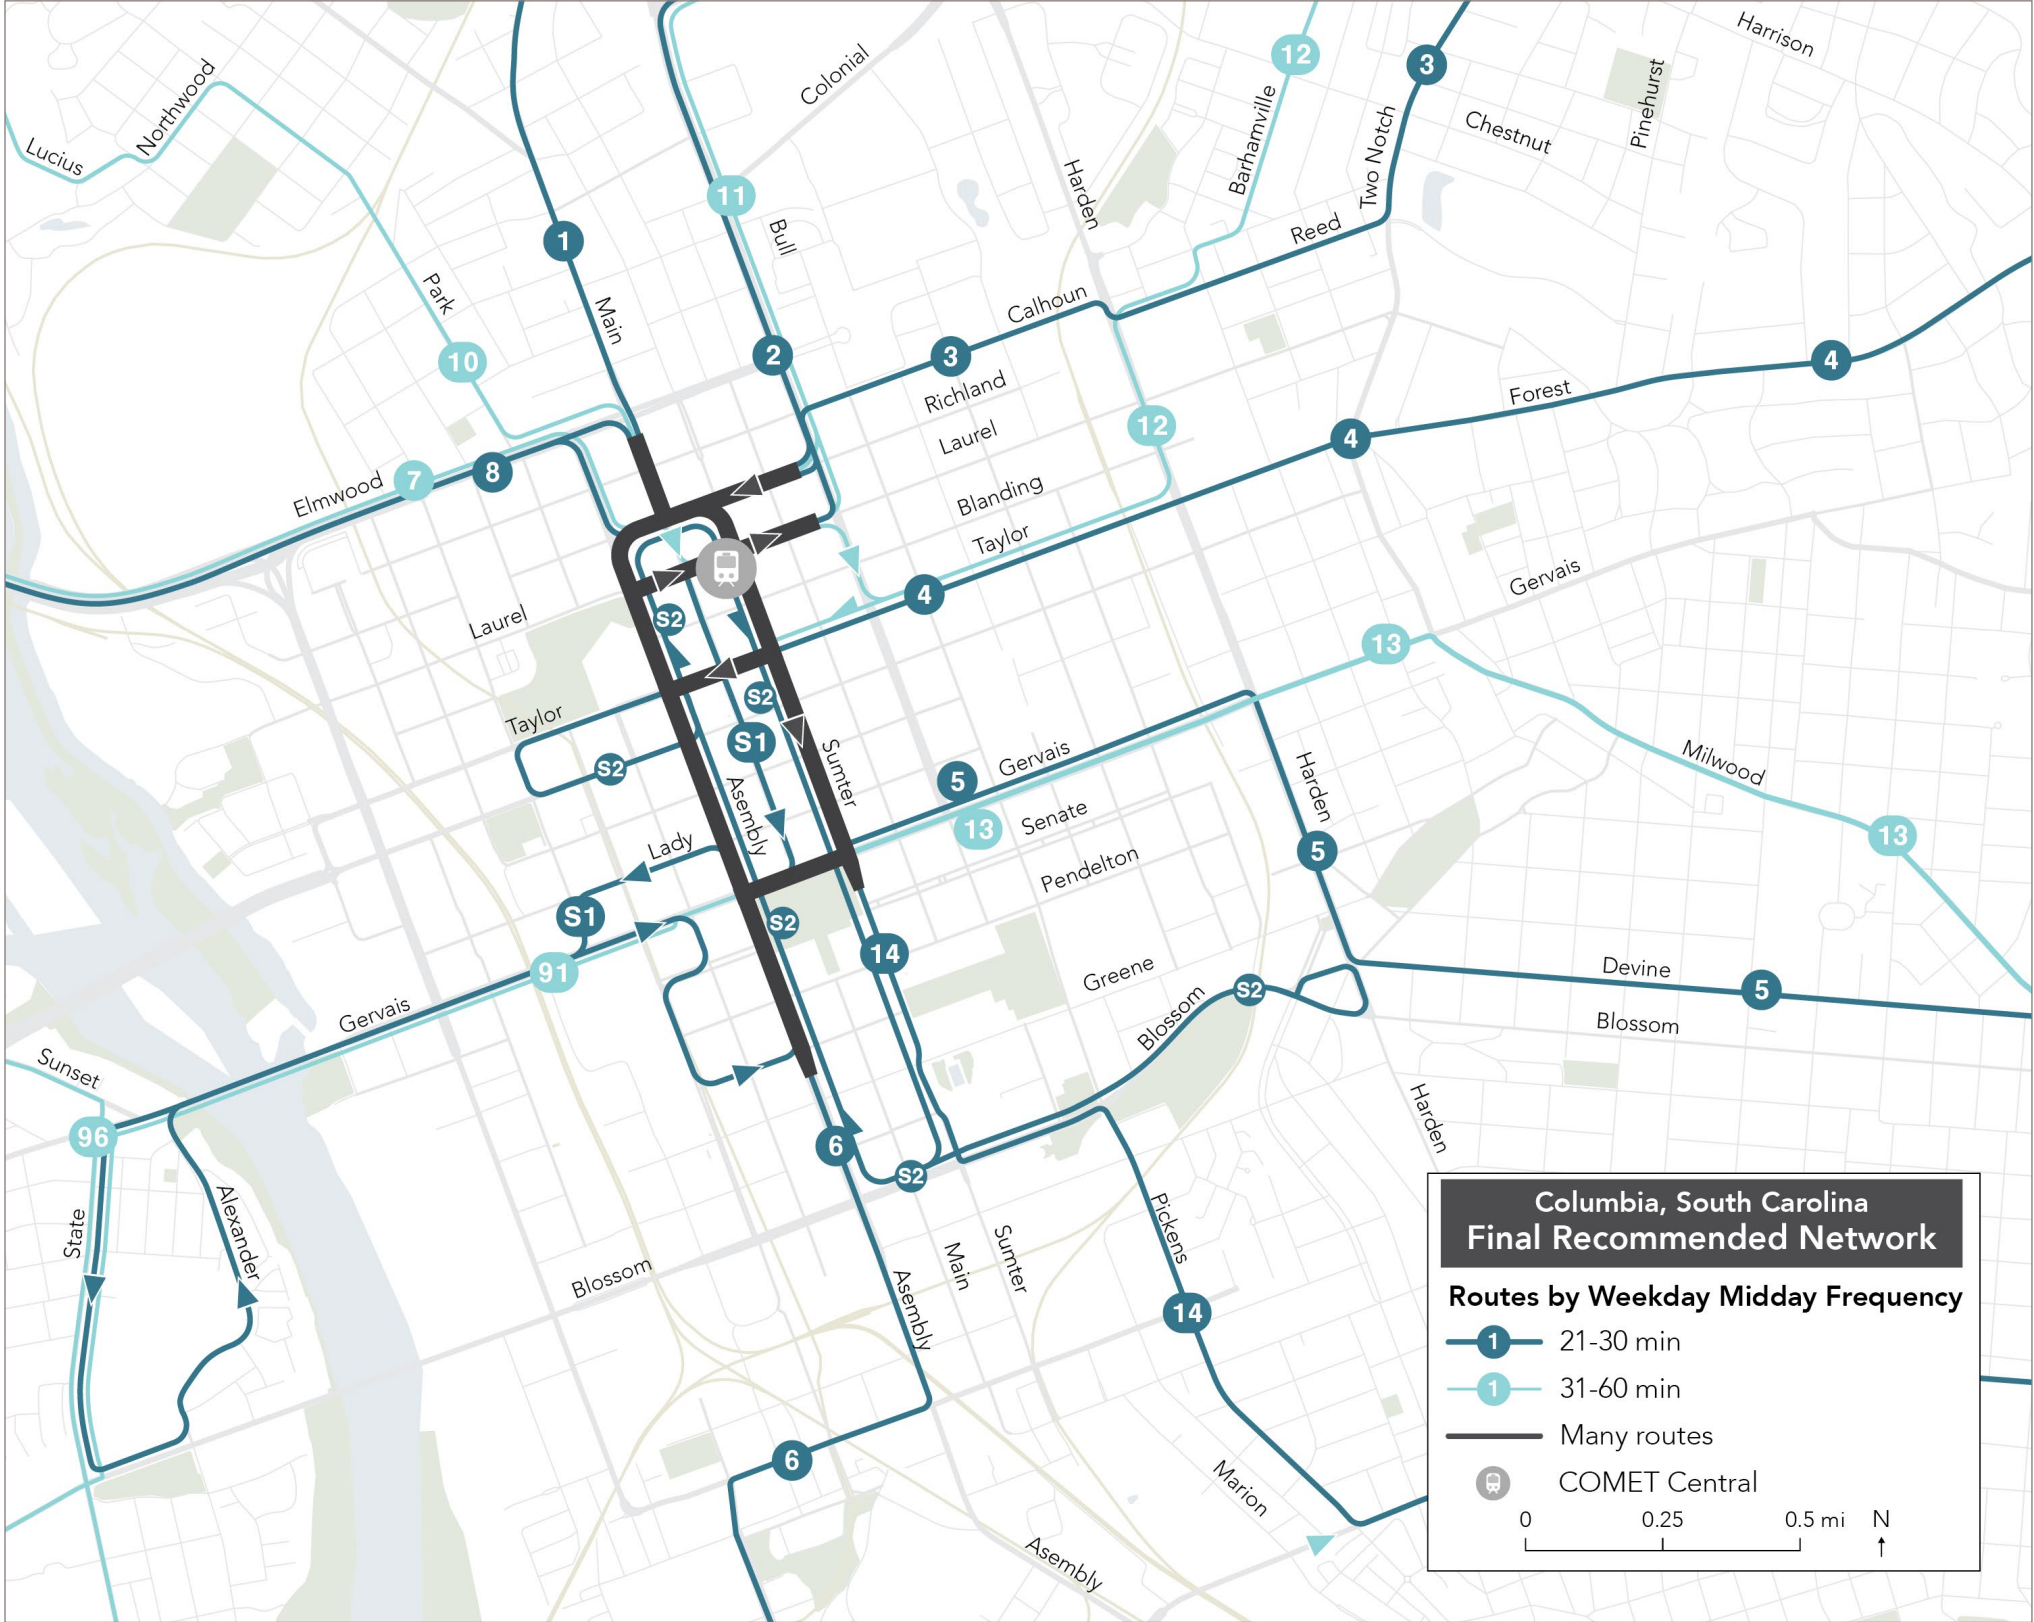 12
3
Harrison
Colonial
Northwood
Pinehurst
Chestnut
Barhamville
Two Notch
Lucius
11
Harden
Bull
1
Reed
Park
Main
Calhoun
10
2
3
4
Richland
Forest
Laurel
12
4
Elmwood
7
8
Blanding
Taylor
Gervais
4
Laurel
S2
13
S2
Taylor
S1
Gervais
Milwood
S2
Sumter
5
Harden
Asembly
13
Senate
13
Lady
Pendelton
5
S1
S2
14
91
Greene
Devine
S2
5
Gervais
Blossom
Blossom
Sunset
96
6
S2
Harden
State
Alexander
Pickens
Main
Sumter
Blossom
Asembly
14
6
Marion
Asembly
Columbia, South Carolina
Final Recommended Network
Routes by Weekday Midday Frequency
1 21-30 min
1 31-60 min
Many routes
COMET Central
0 0.25 0.5 mi N